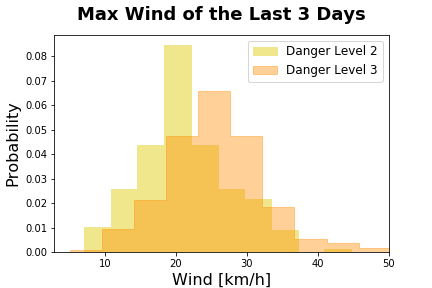 Max Wind of the Last 3 Days
Danger Level 2
Danger Level 3
Probability
0.08
0.07
0.06
0.05
0.04
0.03
0.02
0.01
0.00
10 20 30 40 50
Wind [km/h]